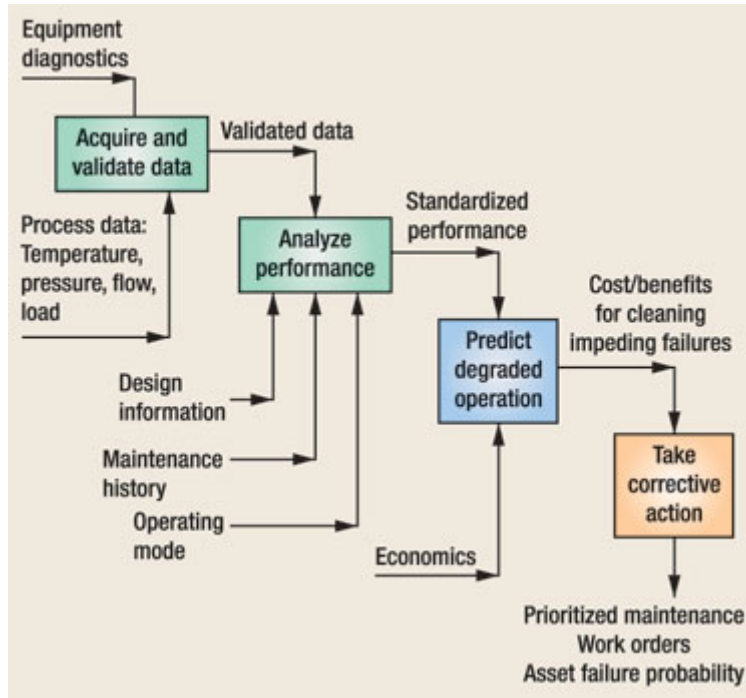 Equipment
diagnostics
Acquire and
validate data
Validated data
Process data:
Temperature,
pressure, flow,
load
Analyze
performance
Standardized
performance
Design
information
Maintenance
history
Operating
mode
Predict
degraded
operation
Cost/benefits
for cleaning
impeding failures
Economics
Take
corrective
action
Prioritized maintenance
Work orders
Asset failure probability